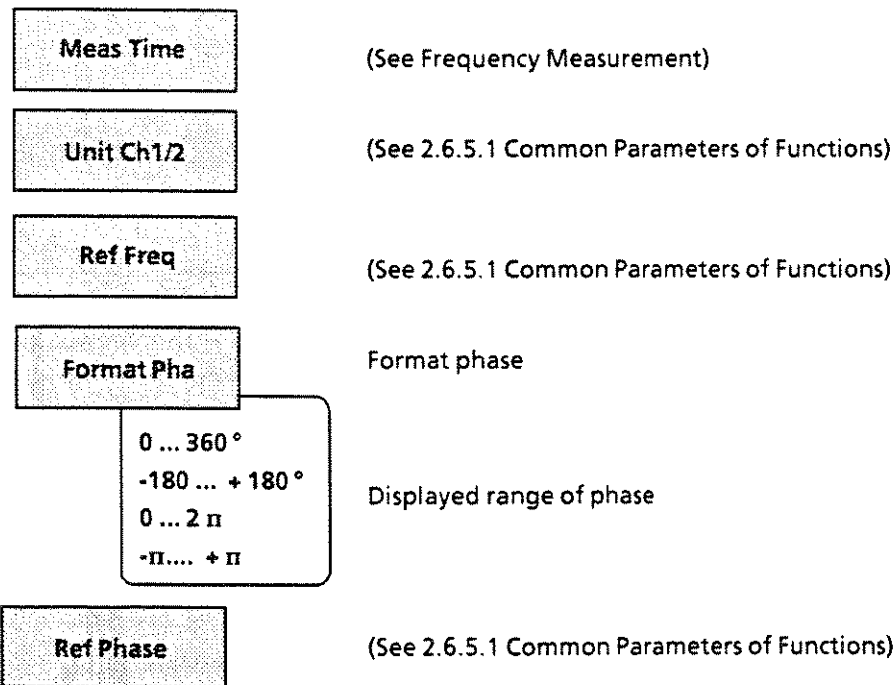 Meas Time (See Frequency Measurement)
Unit Ch1/2 (See 2.6.5.1 Common Parameters of Functions)
Ref Freq (See 2.6.5.1 Common Parameters of Functions)
Format Pha Format phase
0 ... 360 °
-180 ... + 180 ° Displayed range of phase
0 ... 2 π
-π.... + π
Ref Phase (See 2.6.5.1 Common Parameters of Functions)